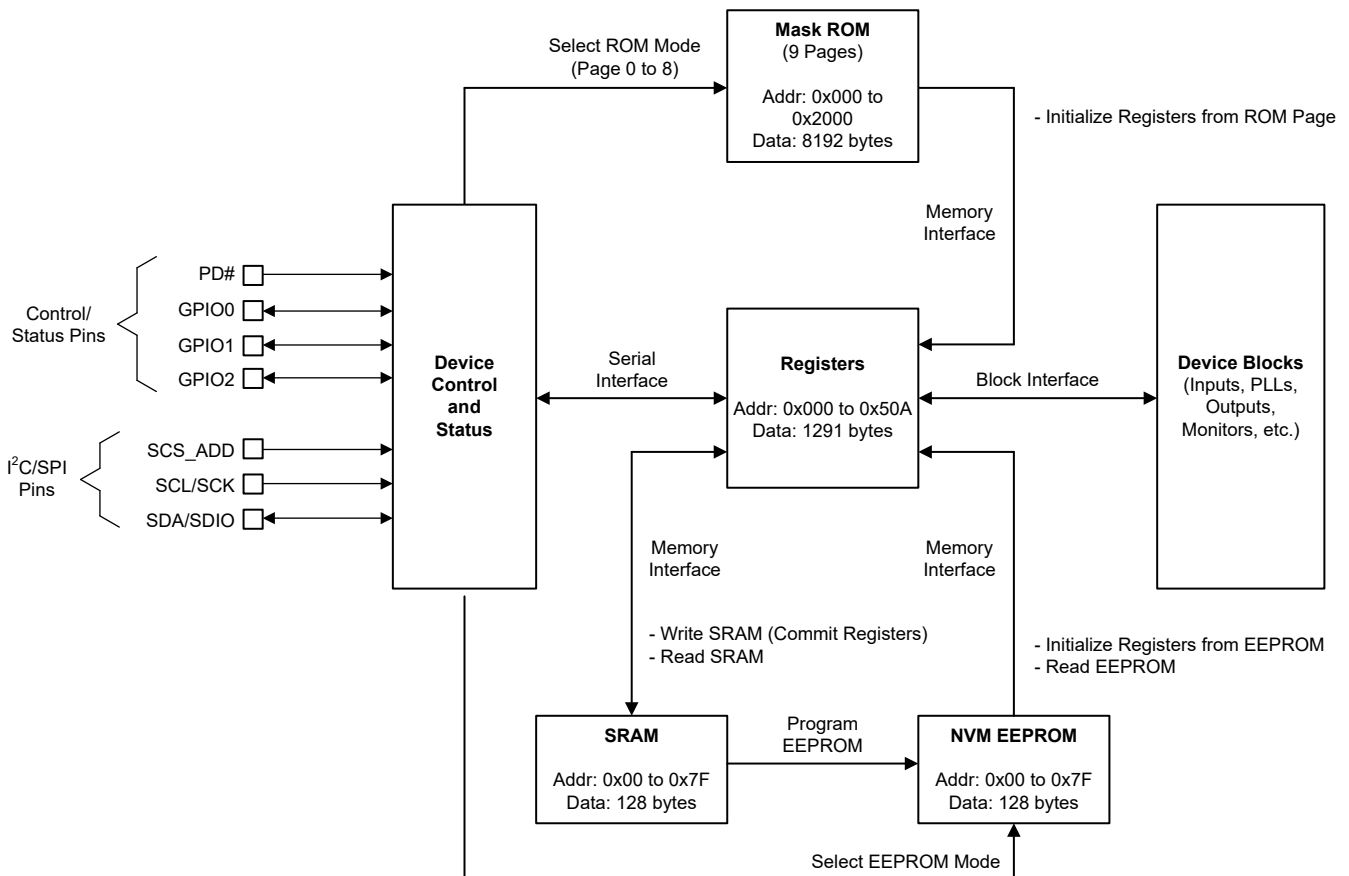 Mask ROM
(9 Pages)
Addr: 0x000 to
0x2000
Data: 8192 bytes
Select ROM Mode
(Page 0 to 8)
- Initialize Registers from ROM Page
Memory
Interface
Control/
Status Pins
PD#
GPIO0
GPIO1
GPIO2
I²C/SPI
Pins
SCS_ADD
SCL/SCK
SDA/SDIO
Device
Control
and
Status
Serial
Interface
Registers
Addr: 0x000 to 0x50A
Data: 1291 bytes
Block Interface
Device Blocks
(Inputs, PLLs,
Outputs,
Monitors, etc.)
Memory
Interface
- Write SRAM (Commit Registers)
- Read SRAM
Memory
Interface
- Initialize Registers from EEPROM
- Read EEPROM
SRAM
Addr: 0x00 to 0x7F
Data: 128 bytes
Program
EEPROM
NVM EEPROM
Addr: 0x00 to 0x7F
Data: 128 bytes
Select EEPROM Mode